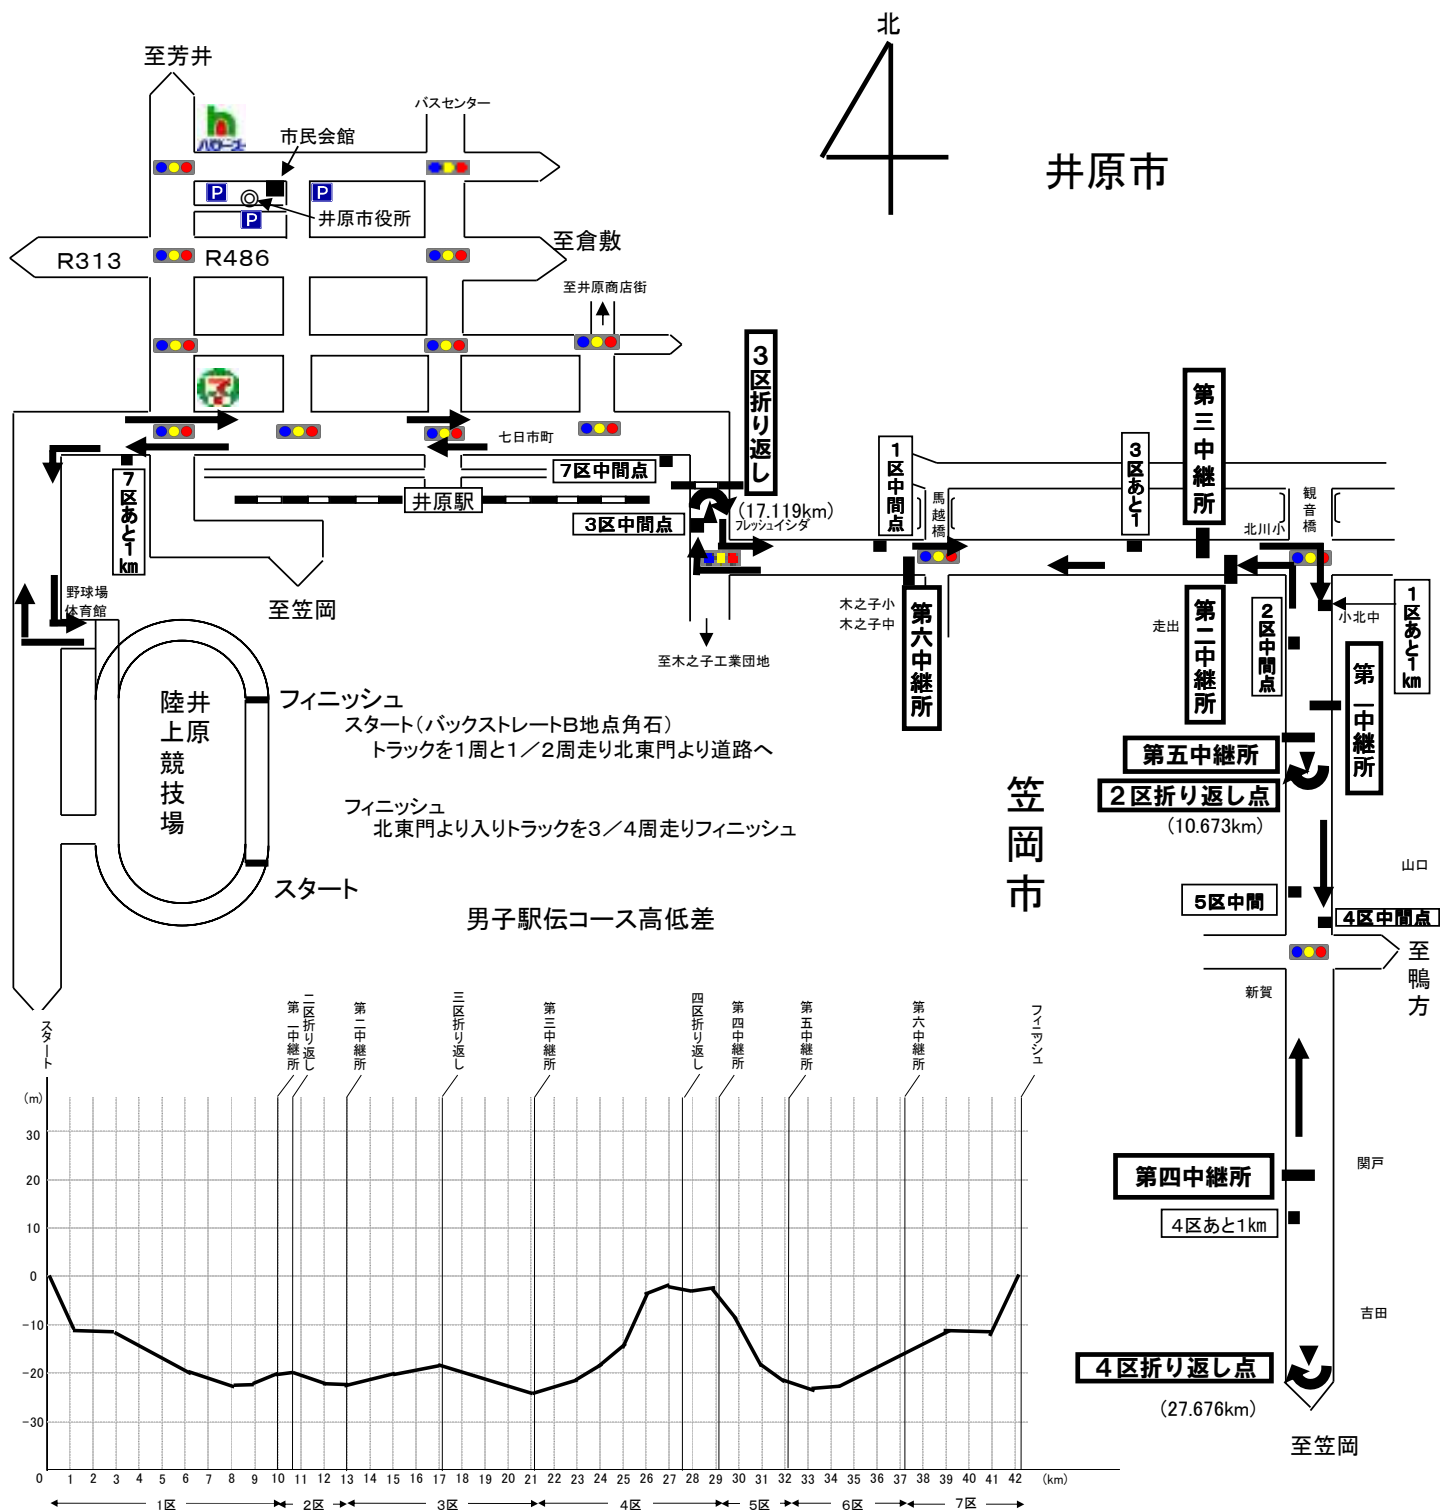 北
井原市
至芳井
バスセンター
ハローズ
市民会館
P
P
P
井原市役所
R313
R486
至倉敷
至井原商店街
七日市町
7区中間点
井原駅
7区あと1km
3区折り返し
(17.119km)
フレッシュイシダ
3区中間点
至木之子工業団地
1区中間点
馬越橋
3区あと1
第三中継所
北川小
観音橋
木之子小
木之子中
第六中継所
走出
第二中継所
2区中間点
小北中
1区あと1km
第一中継所
第五中継所
2区折り返し点
(10.673km)
野球場
体育館
至笠岡
井原
陸上競技場
フィニッシュ
スタート(バックストレートB地点角石)
トラックを1周と1/2周走り北東門より道路へ
フィニッシュ
北東門より入りトラックを3/4周走りフィニッシュ
スタート
笠岡市
山口
5区中間
4区中間点
至鴨方
新賀
第四中継所
関戸
4区あと1km
吉田
4区折り返し点
(27.676km)
至笠岡
男子駅伝コース高低差
スタート
第一中継所
二区折り返し
第二中継所
三区折り返し
第三中継所
四区折り返し
第四中継所
第五中継所
第六中継所
フィニッシュ
(m)
30
20
10
0
-10
-20
-30
0 1 2 3 4 5 6 7 8 9 10 11 12 13 14 15 16 17 18 19 20 21 22 23 24 25 26 27 28 29 30 31 32 33 34 35 36 37 38 39 40 41 42 (km)
1区 2区 3区 4区 5区 6区 7区